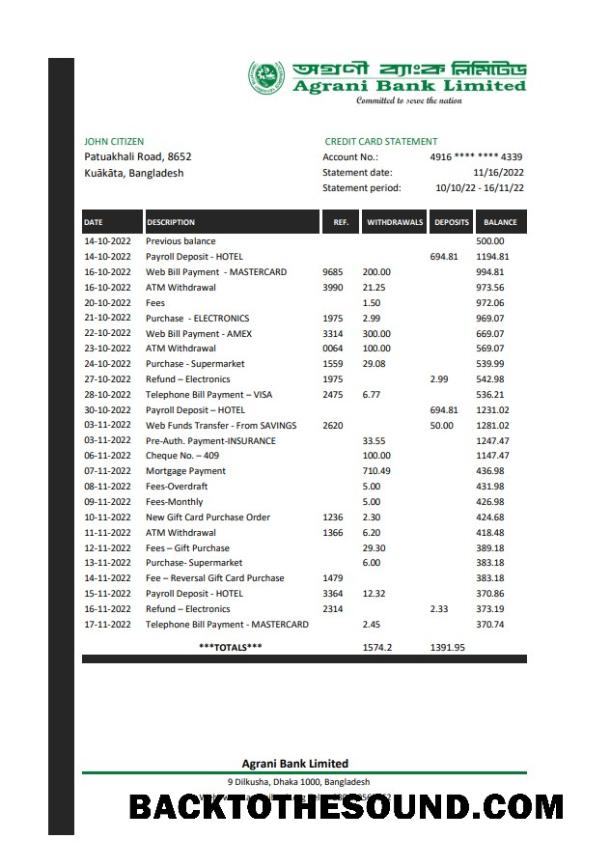 অগ্রণী ব্যাংক লিমিটেড
Agrani Bank Limited
Committed to serve the nation
JOHN CITIZEN CREDIT CARD STATEMENT
Patuakhali Road, 8652 Account No.: 4916 **** **** 4339
Kuākāta, Bangladesh Statement date: 11/16/2022
Statement period: 10/10/22 - 16/11/22
DATE DESCRIPTION REF. WITHDRAWALS DEPOSITS BALANCE
14-10-2022 Previous balance 500.00
14-10-2022 Payroll Deposit - HOTEL 694.81 1194.81
16-10-2022 Web Bill Payment - MASTERCARD 9685 200.00 994.81
16-10-2022 ATM Withdrawal 3990 21.25 973.56
20-10-2022 Fees 1.50 972.06
21-10-2022 Purchase - ELECTRONICS 1975 2.99 969.07
22-10-2022 Web Bill Payment - AMEX 3314 300.00 669.07
23-10-2022 ATM Withdrawal 0064 100.00 569.07
24-10-2022 Purchase - Supermarket 1559 29.08 539.99
27-10-2022 Refund – Electronics 1975 2.99 542.98
28-10-2022 Telephone Bill Payment – VISA 2475 6.77 536.21
30-10-2022 Payroll Deposit – HOTEL 694.81 1231.02
03-11-2022 Web Funds Transfer - From SAVINGS 2620 50.00 1281.02
03-11-2022 Pre-Auth. Payment-INSURANCE 33.55 1247.47
06-11-2022 Cheque No. – 409 100.00 1147.47
07-11-2022 Mortgage Payment 710.49 436.98
08-11-2022 Fees-Overdraft 5.00 431.98
09-11-2022 Fees-Monthly 5.00 426.98
10-11-2022 New Gift Card Purchase Order 1236 2.30 424.68
11-11-2022 ATM Withdrawal 1366 6.20 418.48
12-11-2022 Fees – Gift Purchase 29.30 389.18
13-11-2022 Purchase- Supermarket 6.00 383.18
14-11-2022 Fee – Reversal Gift Card Purchase 1479 383.18
15-11-2022 Payroll Deposit - HOTEL 3364 12.32 370.86
16-11-2022 Refund – Electronics 2314 2.33 373.19
17-11-2022 Telephone Bill Payment - MASTERCARD 2.45 370.74
***TOTALS*** 1574.2 1391.95
Agrani Bank Limited
9 Dilkusha, Dhaka 1000, Bangladesh
BACKTOTHESOUND.COM